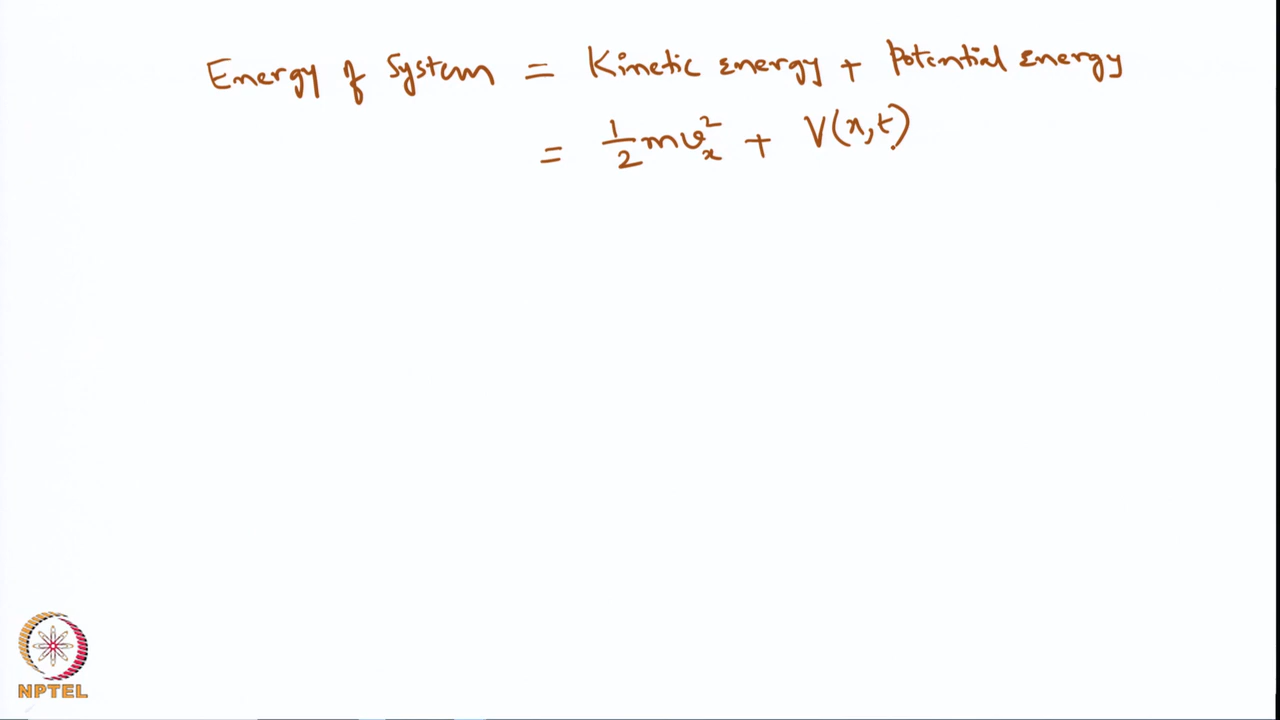 Energy of System = Kinetic energy + Potential energy
= 1/2 mv_x^2 + V(x,t)
NPTEL